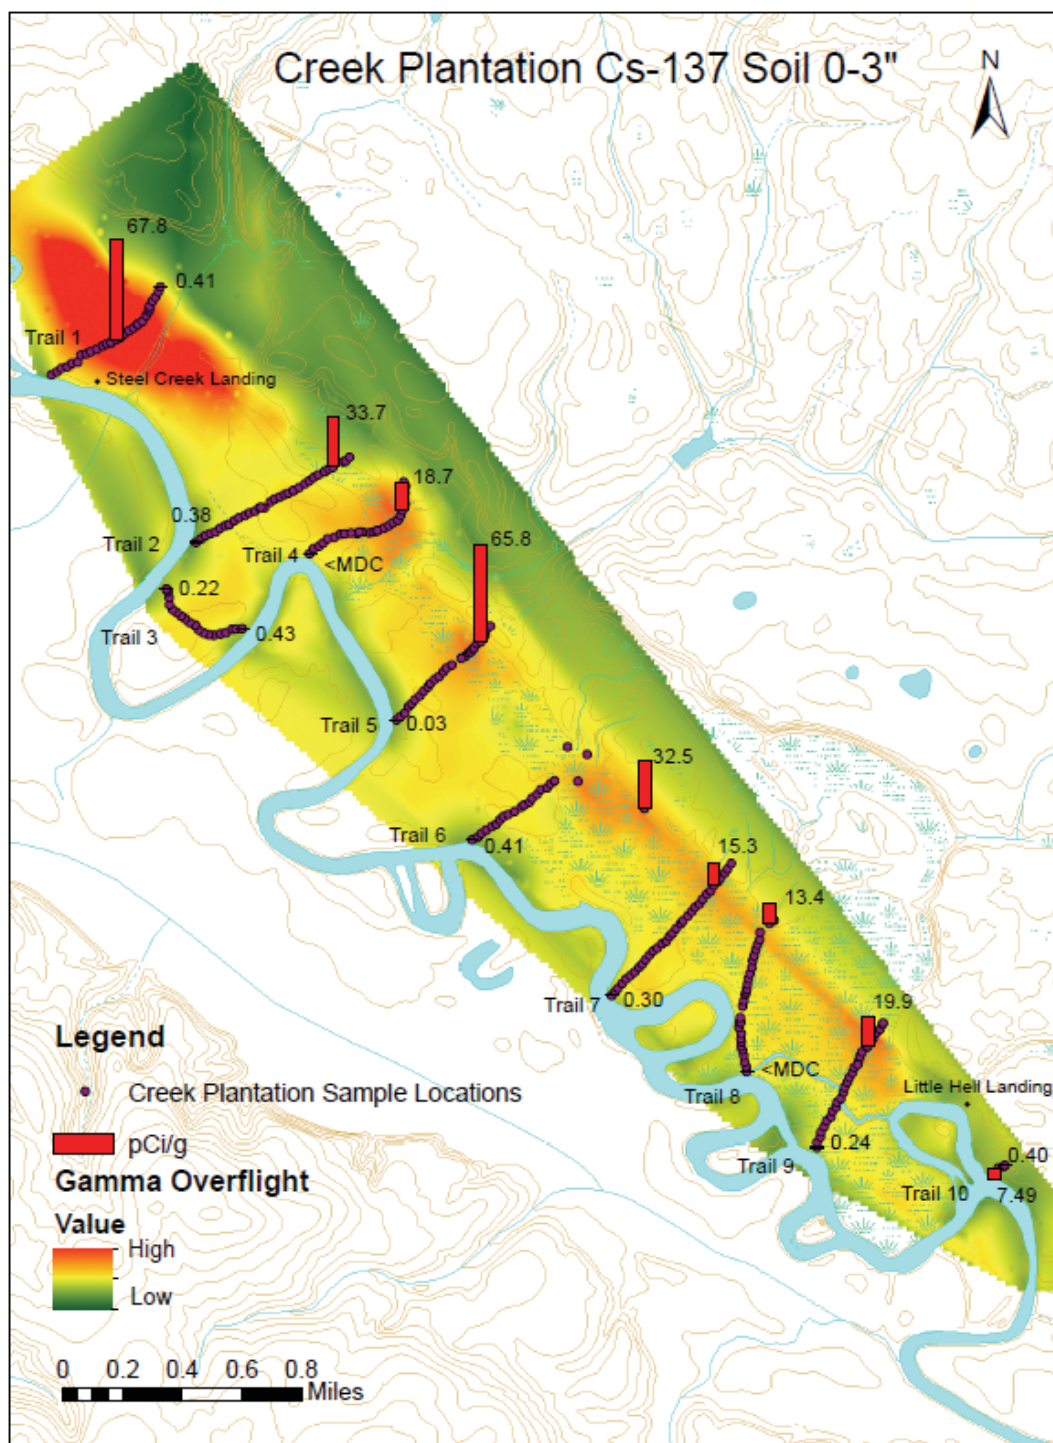 Creek Plantation Cs-137 Soil 0-3"
N
67.8
0.41
Trail 1
Steel Creek Landing
33.7
18.7
0.38
Trail 2
Trail 4
<MDC
65.8
0.22
Trail 3
0.43
Trail 5
0.03
32.5
Trail 6
0.41
15.3
13.4
Trail 7
0.30
19.9
<MDC
Trail 8
Little Hell Landing
0.24
Trail 9
0.40
Trail 10
7.49
Legend
Creek Plantation Sample Locations
pCi/g
Gamma Overflight
Value
High
Low
0 0.2 0.4 0.6 0.8
Miles